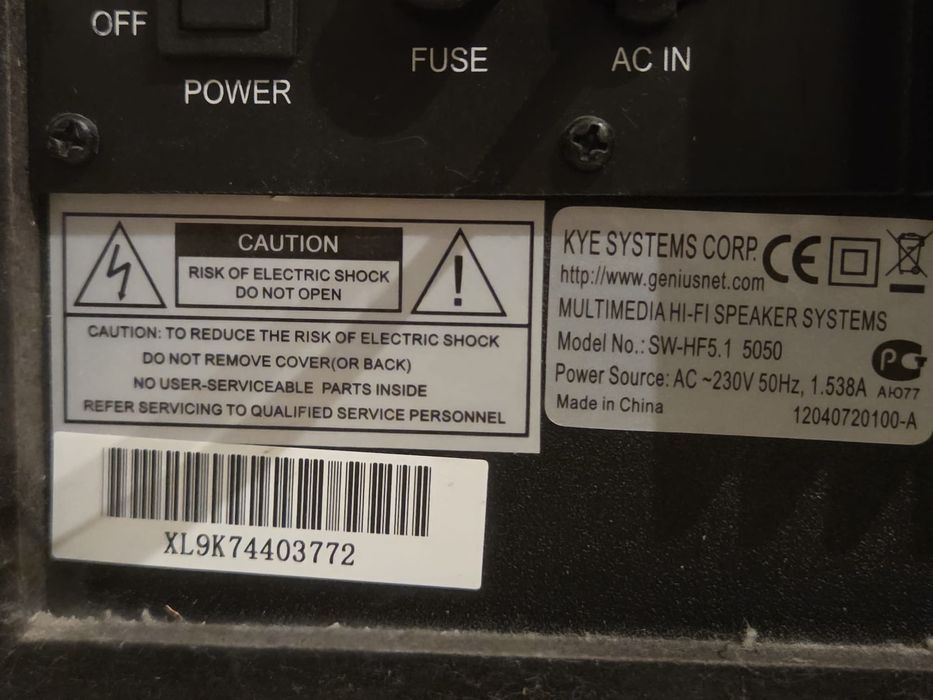 OFF
POWER
FUSE
AC IN
CAUTION
RISK OF ELECTRIC SHOCK
DO NOT OPEN
CAUTION: TO REDUCE THE RISK OF ELECTRIC SHOCK
DO NOT REMOVE COVER(OR BACK)
NO USER-SERVICEABLE PARTS INSIDE
REFER SERVICING TO QUALIFIED SERVICE PERSONNEL
KYE SYSTEMS CORP.
http://www.geniusnet.com
MULTIMEDIA HI-FI SPEAKER SYSTEMS
Model No.: SW-HF5.1 5050
Power Source: AC ~230V 50Hz, 1.538A
АЮ77
Made in China
12040720100-A
XL9K74403772